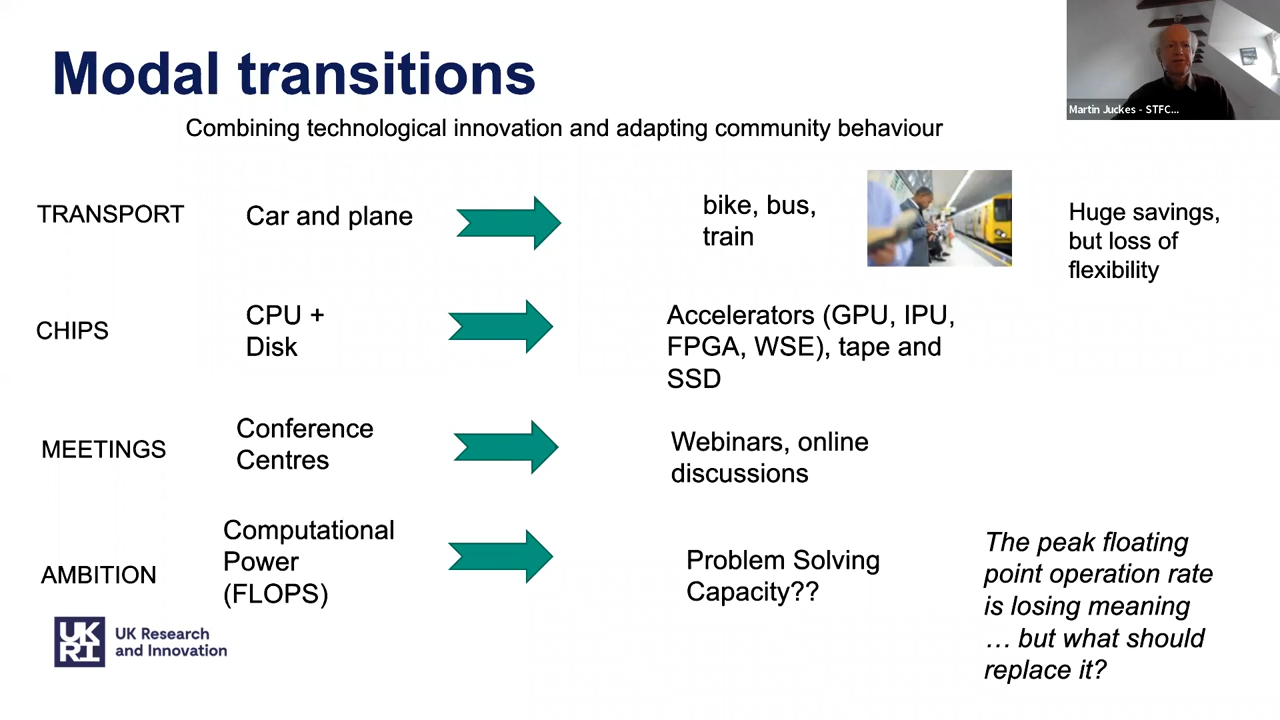 Modal transitions
Martin Juckes - STFC...
Combining technological innovation and adapting community behaviour
TRANSPORT
Car and plane
bike, bus,
train
Huge savings,
but loss of
flexibility
CHIPS
CPU +
Disk
Accelerators (GPU, IPU,
FPGA, WSE), tape and
SSD
MEETINGS
Conference
Centres
Webinars, online
discussions
AMBITION
Computational
Power
(FLOPS)
Problem Solving
Capacity??
The peak floating
point operation rate
is losing meaning
… but what should
replace it?
UKRI
UK Research
and Innovation